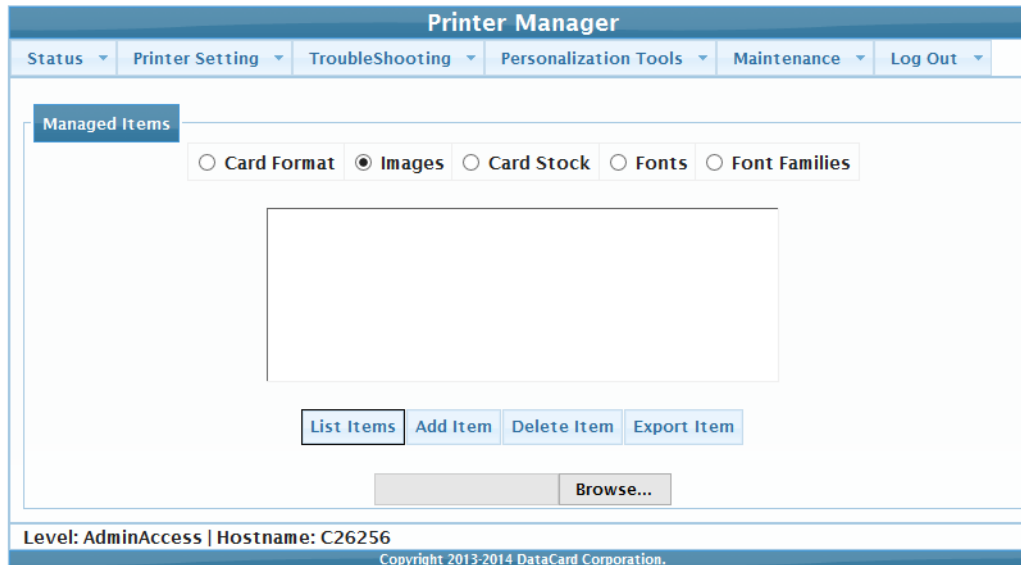 Printer Manager
Status Printer Setting TroubleShooting Personalization Tools Maintenance Log Out
Managed Items
Card Format Images Card Stock Fonts Font Families
List Items Add Item Delete Item Export Item
Browse...
Level: AdminAccess | Hostname: C26256
Copyright 2013-2014 DataCard Corporation.